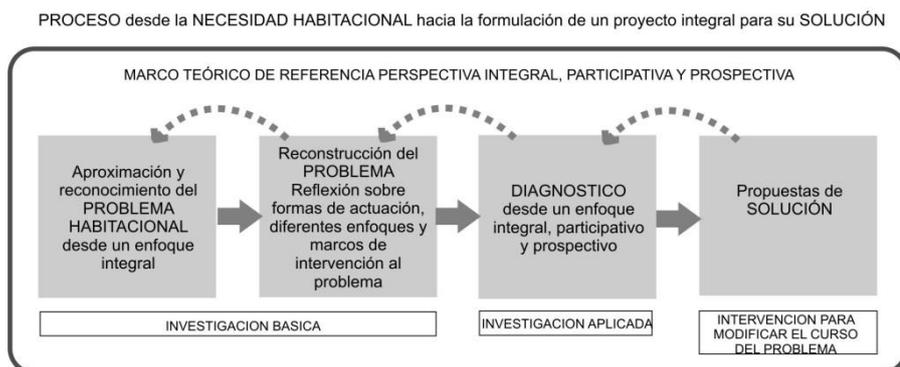 PROCESO desde la NECESIDAD HABITACIONAL hacia la formulación de un proyecto integral para su SOLUCIÓN
MARCO TEÓRICO DE REFERENCIA PERSPECTIVA INTEGRAL, PARTICIPATIVA Y PROSPECTIVA
Aproximación y
reconocimiento del
PROBLEMA
HABITACIONAL
desde un enfoque
integral
Reconstrucción del
PROBLEMA
Reflexión sobre
formas de actuación,
diferentes enfoques y
marcos de
intervención al
problema
DIAGNOSTICO
desde un enfoque
integral, participativo
y prospectivo
Propuestas de
SOLUCIÓN
INVESTIGACION BASICA
INVESTIGACION APLICADA
INTERVENCION PARA
MODIFICAR EL CURSO
DEL PROBLEMA